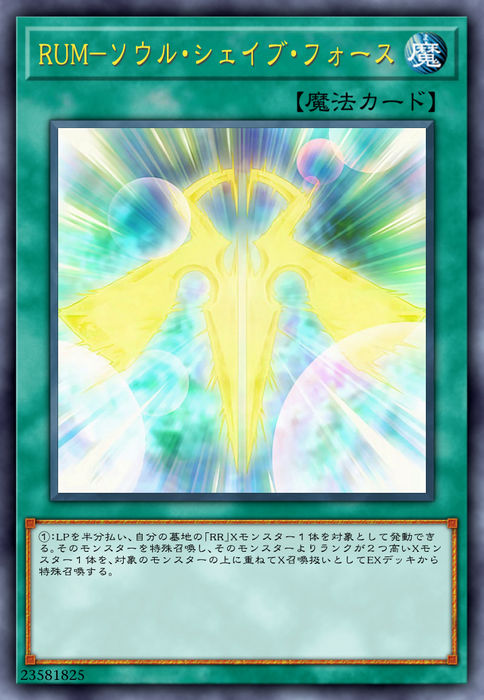 RUM－ソウル・シェイブ・フォース
魔
【魔法カード】
①:LPを半分払い、自分の墓地の「RR」Xモンスター１体を対象として発動でき
る。そのモンスターを特殊召喚し、そのモンスターよりランクが２つ高いXモン
スター１体を、対象のモンスターの上に重ねてX召喚扱いとしてEXデッキから
特殊召喚する。
23581825